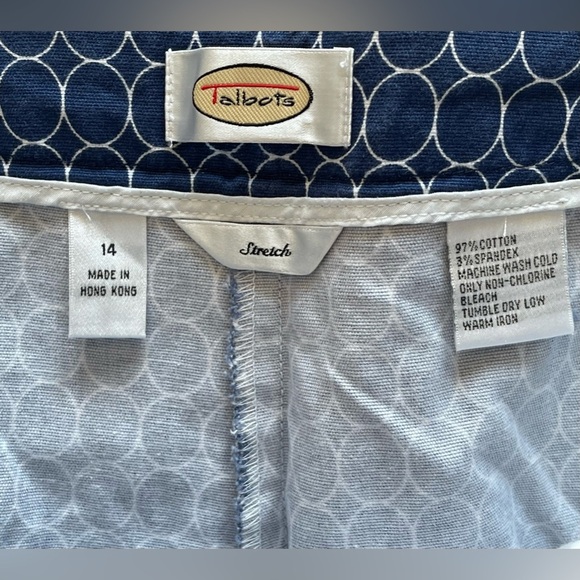 Talbots
14
MADE IN
HONG KONG
Stretch
97% COTTON
3% SPANDEX
MACHINE WASH COLD
ONLY NON-CHLORINE
BLEACH
TUMBLE DRY LOW
WARM IRON